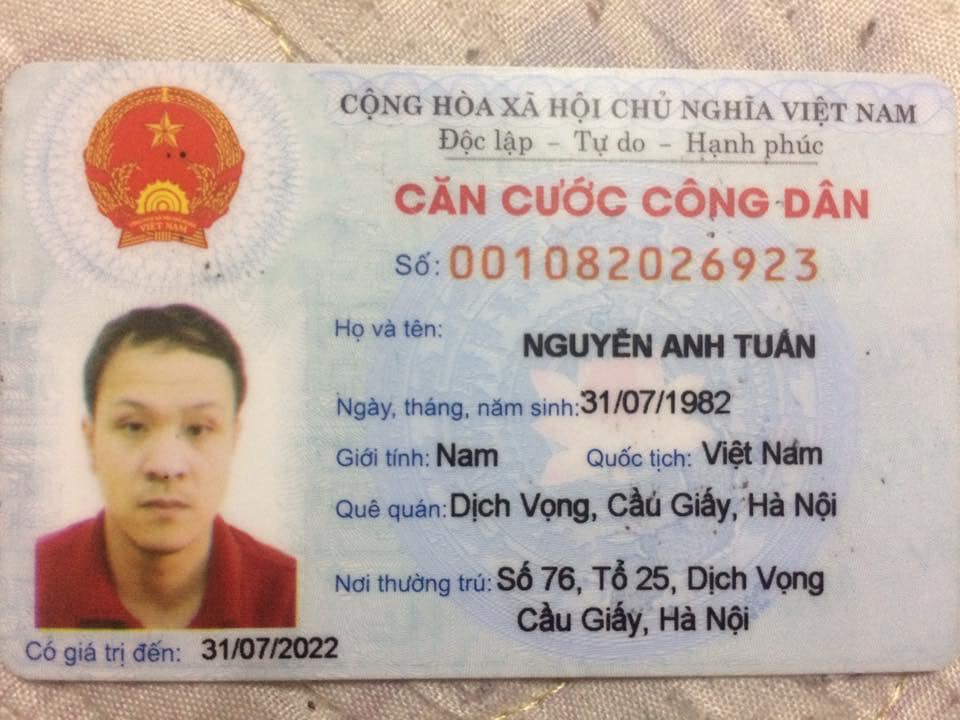 CỘNG HÒA XÃ HỘI CHỦ NGHĨA VIỆT NAM
Độc lập – Tự do – Hạnh phúc
CĂN CƯỚC CÔNG DÂN
Số: 001082026923
Họ và tên: NGUYỄN ANH TUẤN
Ngày, tháng, năm sinh: 31/07/1982
Giới tính: Nam Quốc tịch: Việt Nam
Quê quán: Dịch Vọng, Cầu Giấy, Hà Nội
Nơi thường trú: Số 76, Tổ 25, Dịch Vọng
Cầu Giấy, Hà Nội
Có giá trị đến: 31/07/2022
VIỆT NAM